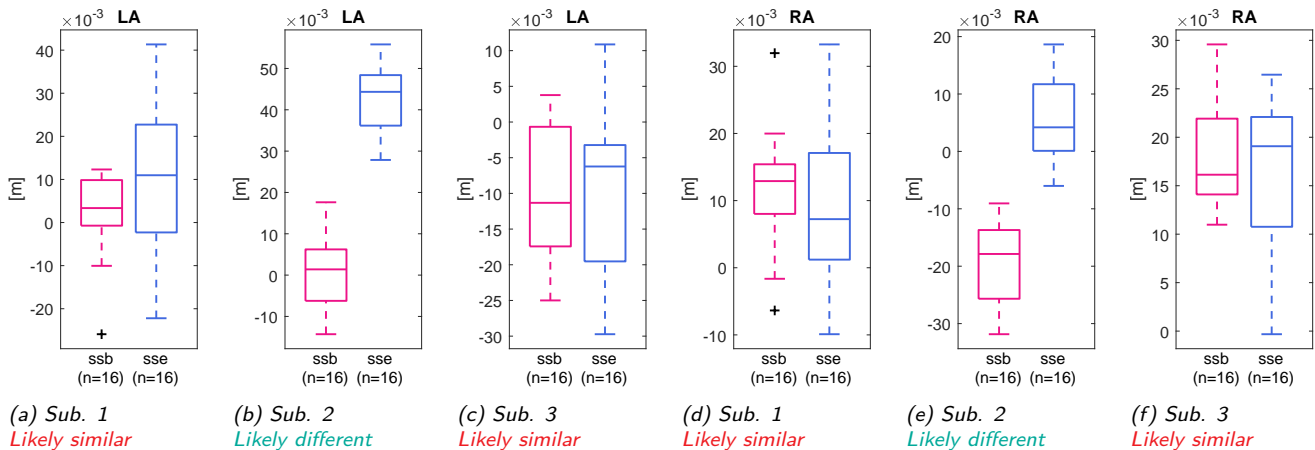 ×10⁻³ LA
40
30
20
10
0
-10
-20
[m]
ssb sse
(n=16) (n=16)
(a) Sub. 1
Likely similar
×10⁻³ LA
50
40
30
20
10
0
-10
[m]
ssb sse
(n=16) (n=16)
(b) Sub. 2
Likely different
×10⁻³ LA
10
5
0
-5
-10
-15
-20
-25
-30
[m]
ssb sse
(n=16) (n=16)
(c) Sub. 3
Likely similar
×10⁻³ RA
30
20
10
0
-10
[m]
ssb sse
(n=16) (n=16)
(d) Sub. 1
Likely similar
×10⁻³ RA
20
10
0
-10
-20
-30
[m]
ssb sse
(n=16) (n=16)
(e) Sub. 2
Likely different
×10⁻³ RA
30
25
20
15
10
5
0
[m]
ssb sse
(n=16) (n=16)
(f) Sub. 3
Likely similar